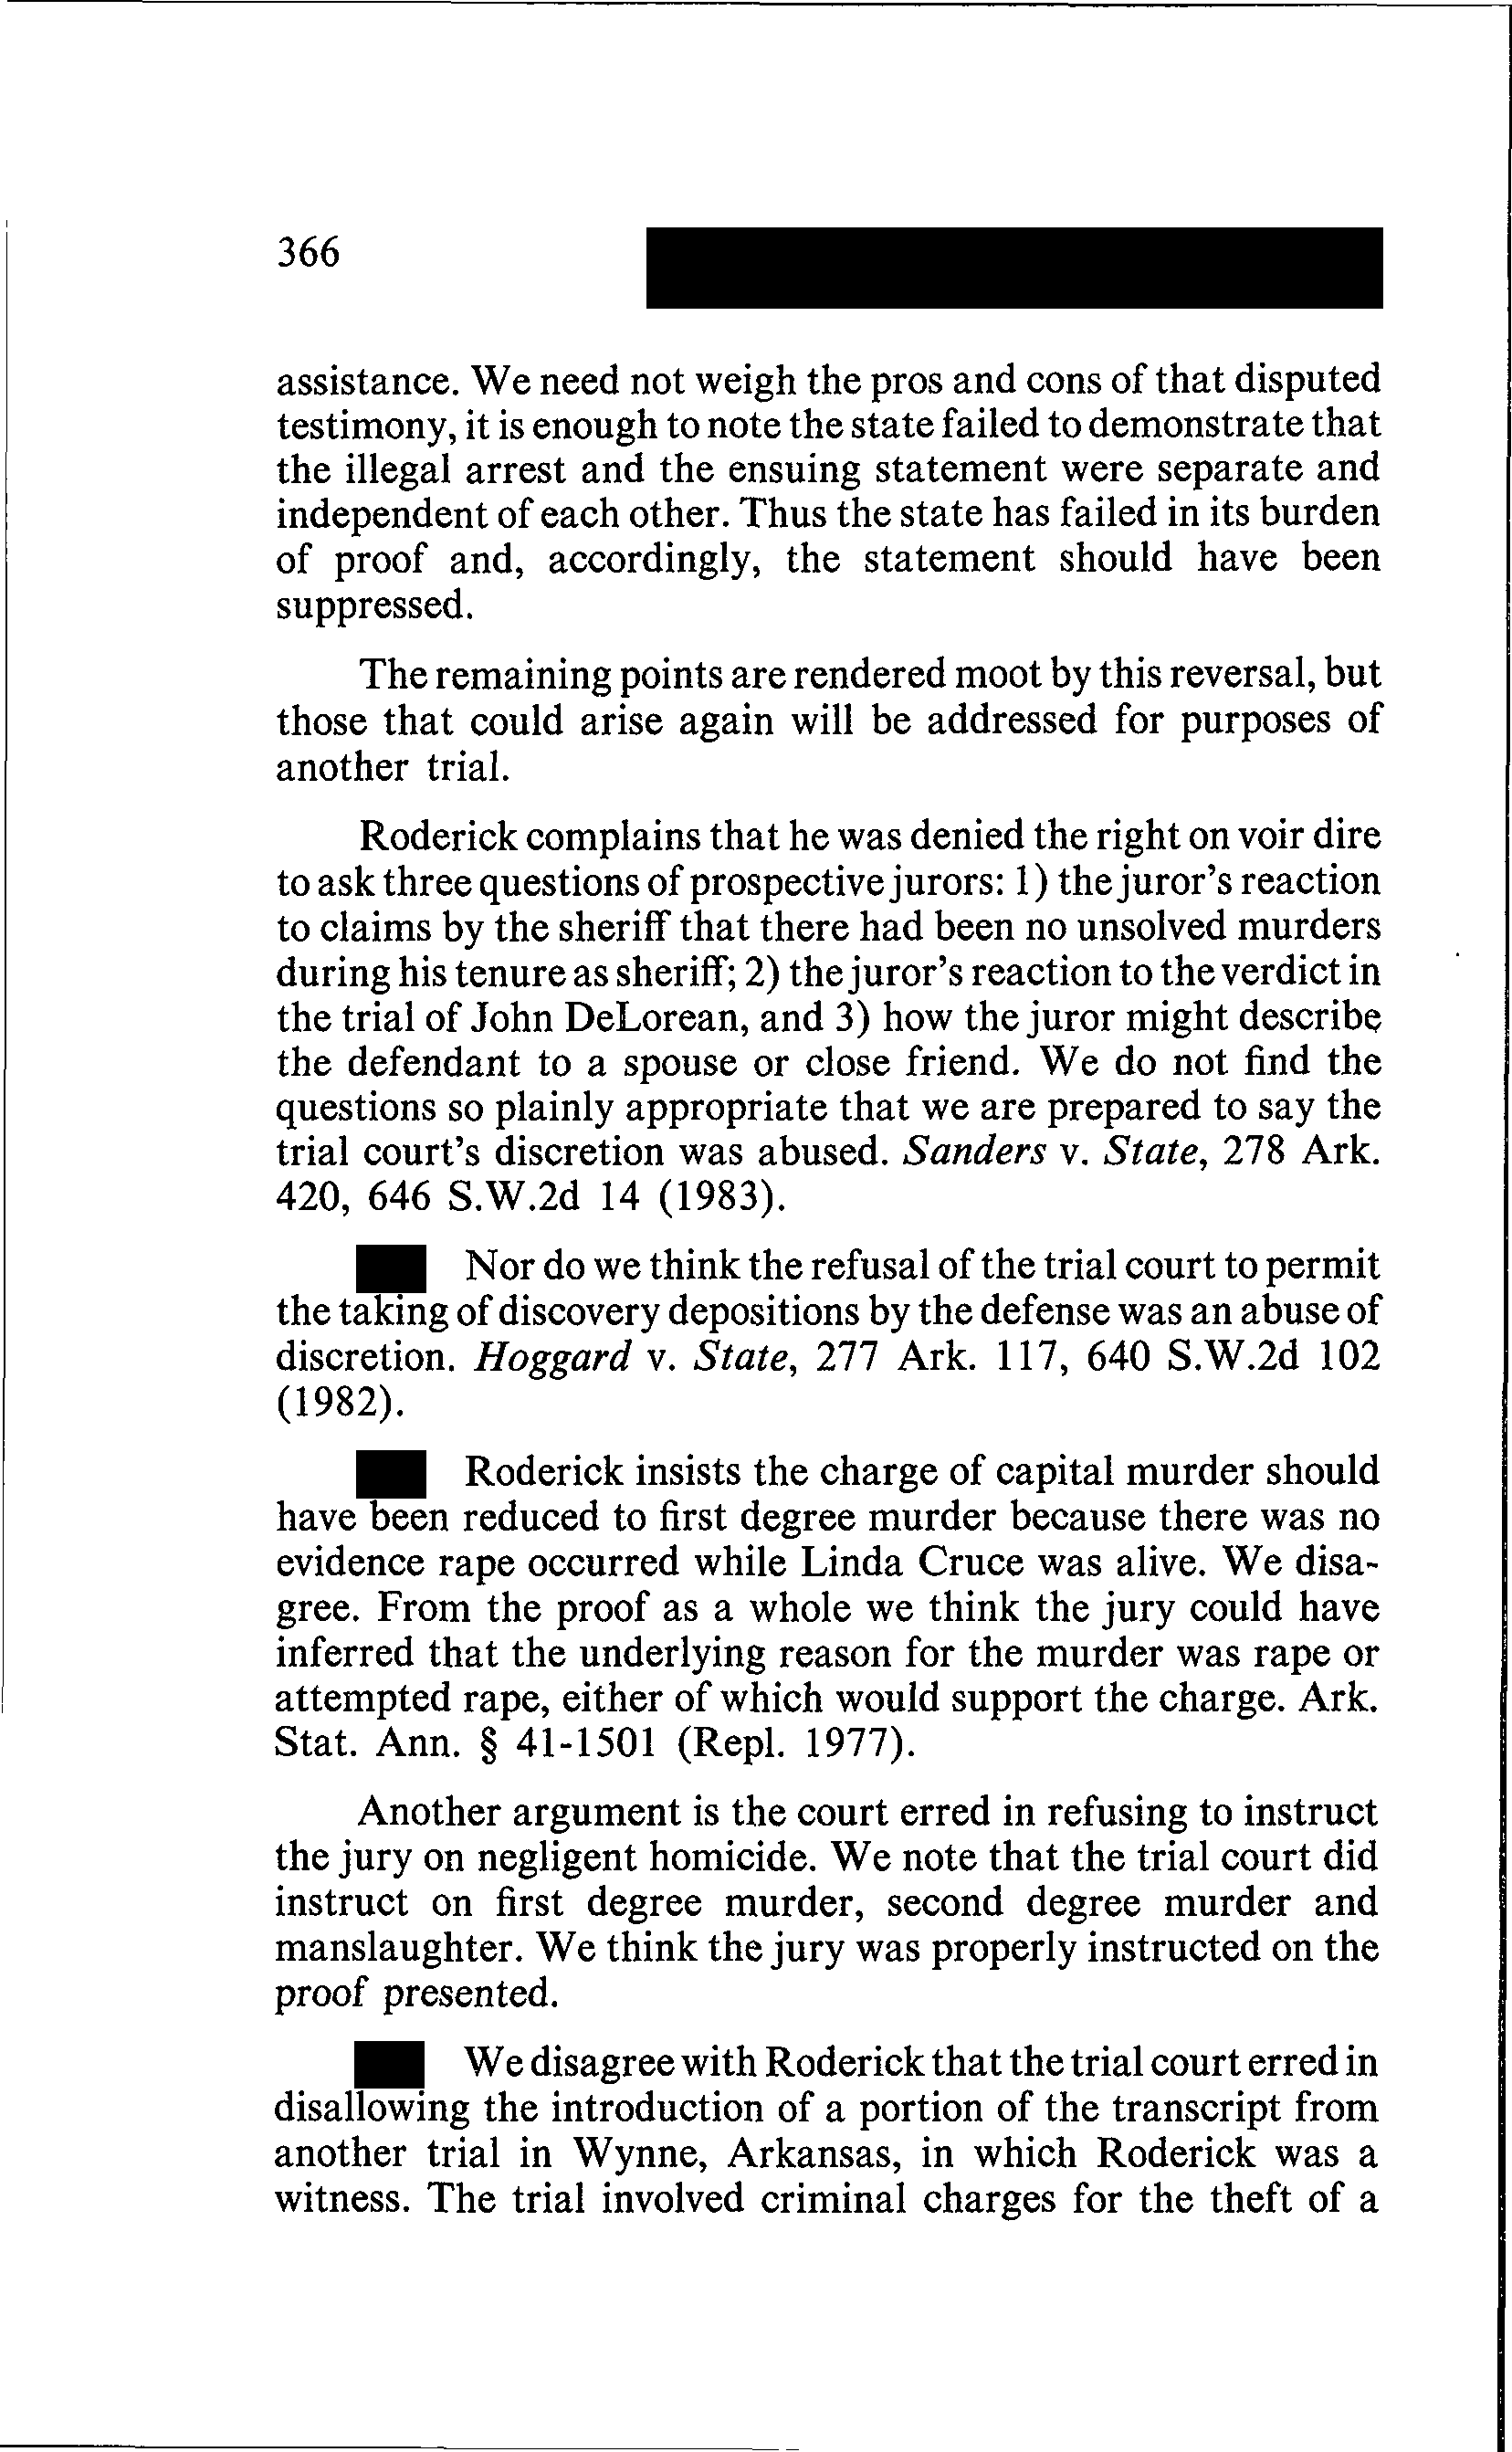 366
assistance. We need not weigh the pros and cons of that disputed
testimony, it is enough to note the state failed to demonstrate that
the illegal arrest and the ensuing statement were separate and
independent of each other. Thus the state has failed in its burden
of proof and, accordingly, the statement should have been
suppressed.
The remaining points are rendered moot by this reversal, but
those that could arise again will be addressed for purposes of
another trial.
Roderick complains that he was denied the right on voir dire
to ask three questions of prospective jurors: 1) the juror's reaction
to claims by the sheriff that there had been no unsolved murders
during his tenure as sheriff; 2) the juror's reaction to the verdict in
the trial of John DeLorean, and 3) how the juror might describe
the defendant to a spouse or close friend. We do not find the
questions so plainly appropriate that we are prepared to say the
trial court's discretion was abused. Sanders v. State, 278 Ark.
420, 646 S.W.2d 14 (1983).
Nor do we think the refusal of the trial court to permit
the taking of discovery depositions by the defense was an abuse of
discretion. Hoggard v. State, 277 Ark. 117, 640 S.W.2d 102
(1982).
Roderick insists the charge of capital murder should
have been reduced to first degree murder because there was no
evidence rape occurred while Linda Cruce was alive. We disa-
gree. From the proof as a whole we think the jury could have
inferred that the underlying reason for the murder was rape or
attempted rape, either of which would support the charge. Ark.
Stat. Ann. § 41-1501 (Repl. 1977).
Another argument is the court erred in refusing to instruct
the jury on negligent homicide. We note that the trial court did
instruct on first degree murder, second degree murder and
manslaughter. We think the jury was properly instructed on the
proof presented.
We disagree with Roderick that the trial court erred in
disallowing the introduction of a portion of the transcript from
another trial in Wynne, Arkansas, in which Roderick was a
witness. The trial involved criminal charges for the theft of a